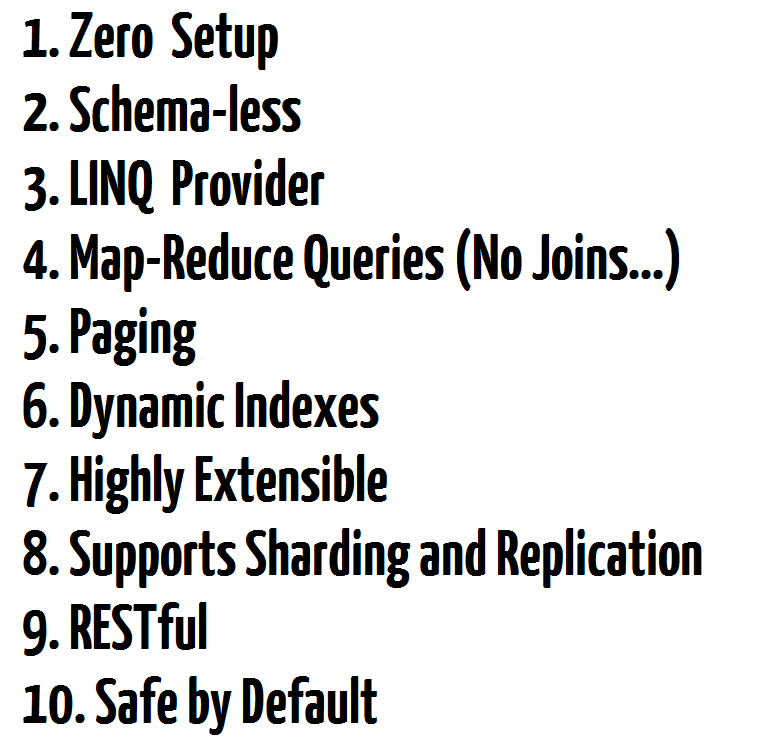 1. Zero Setup
2. Schema-less
3. LINQ Provider
4. Map-Reduce Queries (No Joins...)
5. Paging
6. Dynamic Indexes
7. Highly Extensible
8. Supports Sharding and Replication
9. RESTful
10. Safe by Default